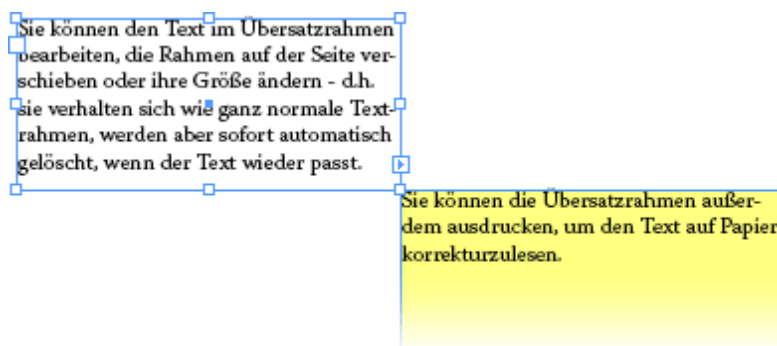 Sie können den Text im Übersatzrahmen
bearbeiten, die Rahmen auf der Seite ver-
schieben oder ihre Größe ändern - d.h.
sie verhalten sich wie ganz normale Text-
rahmen, werden aber sofort automatisch
gelöscht, wenn der Text wieder passt.
Sie können die Übersatzrahmen außer-
dem ausdrucken, um den Text auf Papier
korrekturzulesen.